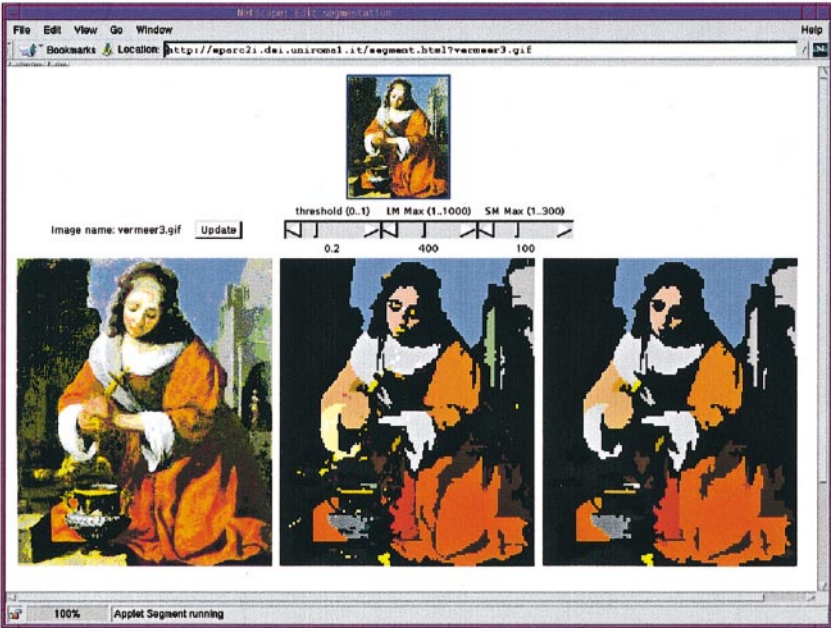 Netscape: Edit segmentation
File Edit View Go Window Help
Bookmarks Location: http://sparc2i.dsi.uniroma1.it/segment.html?vermeer3.gif
threshold (0..1) LM Max (1..1000) SM Max (1..300)
Image name: vermeer3.gif Update
0.2 400 100
100% Applet Segment running